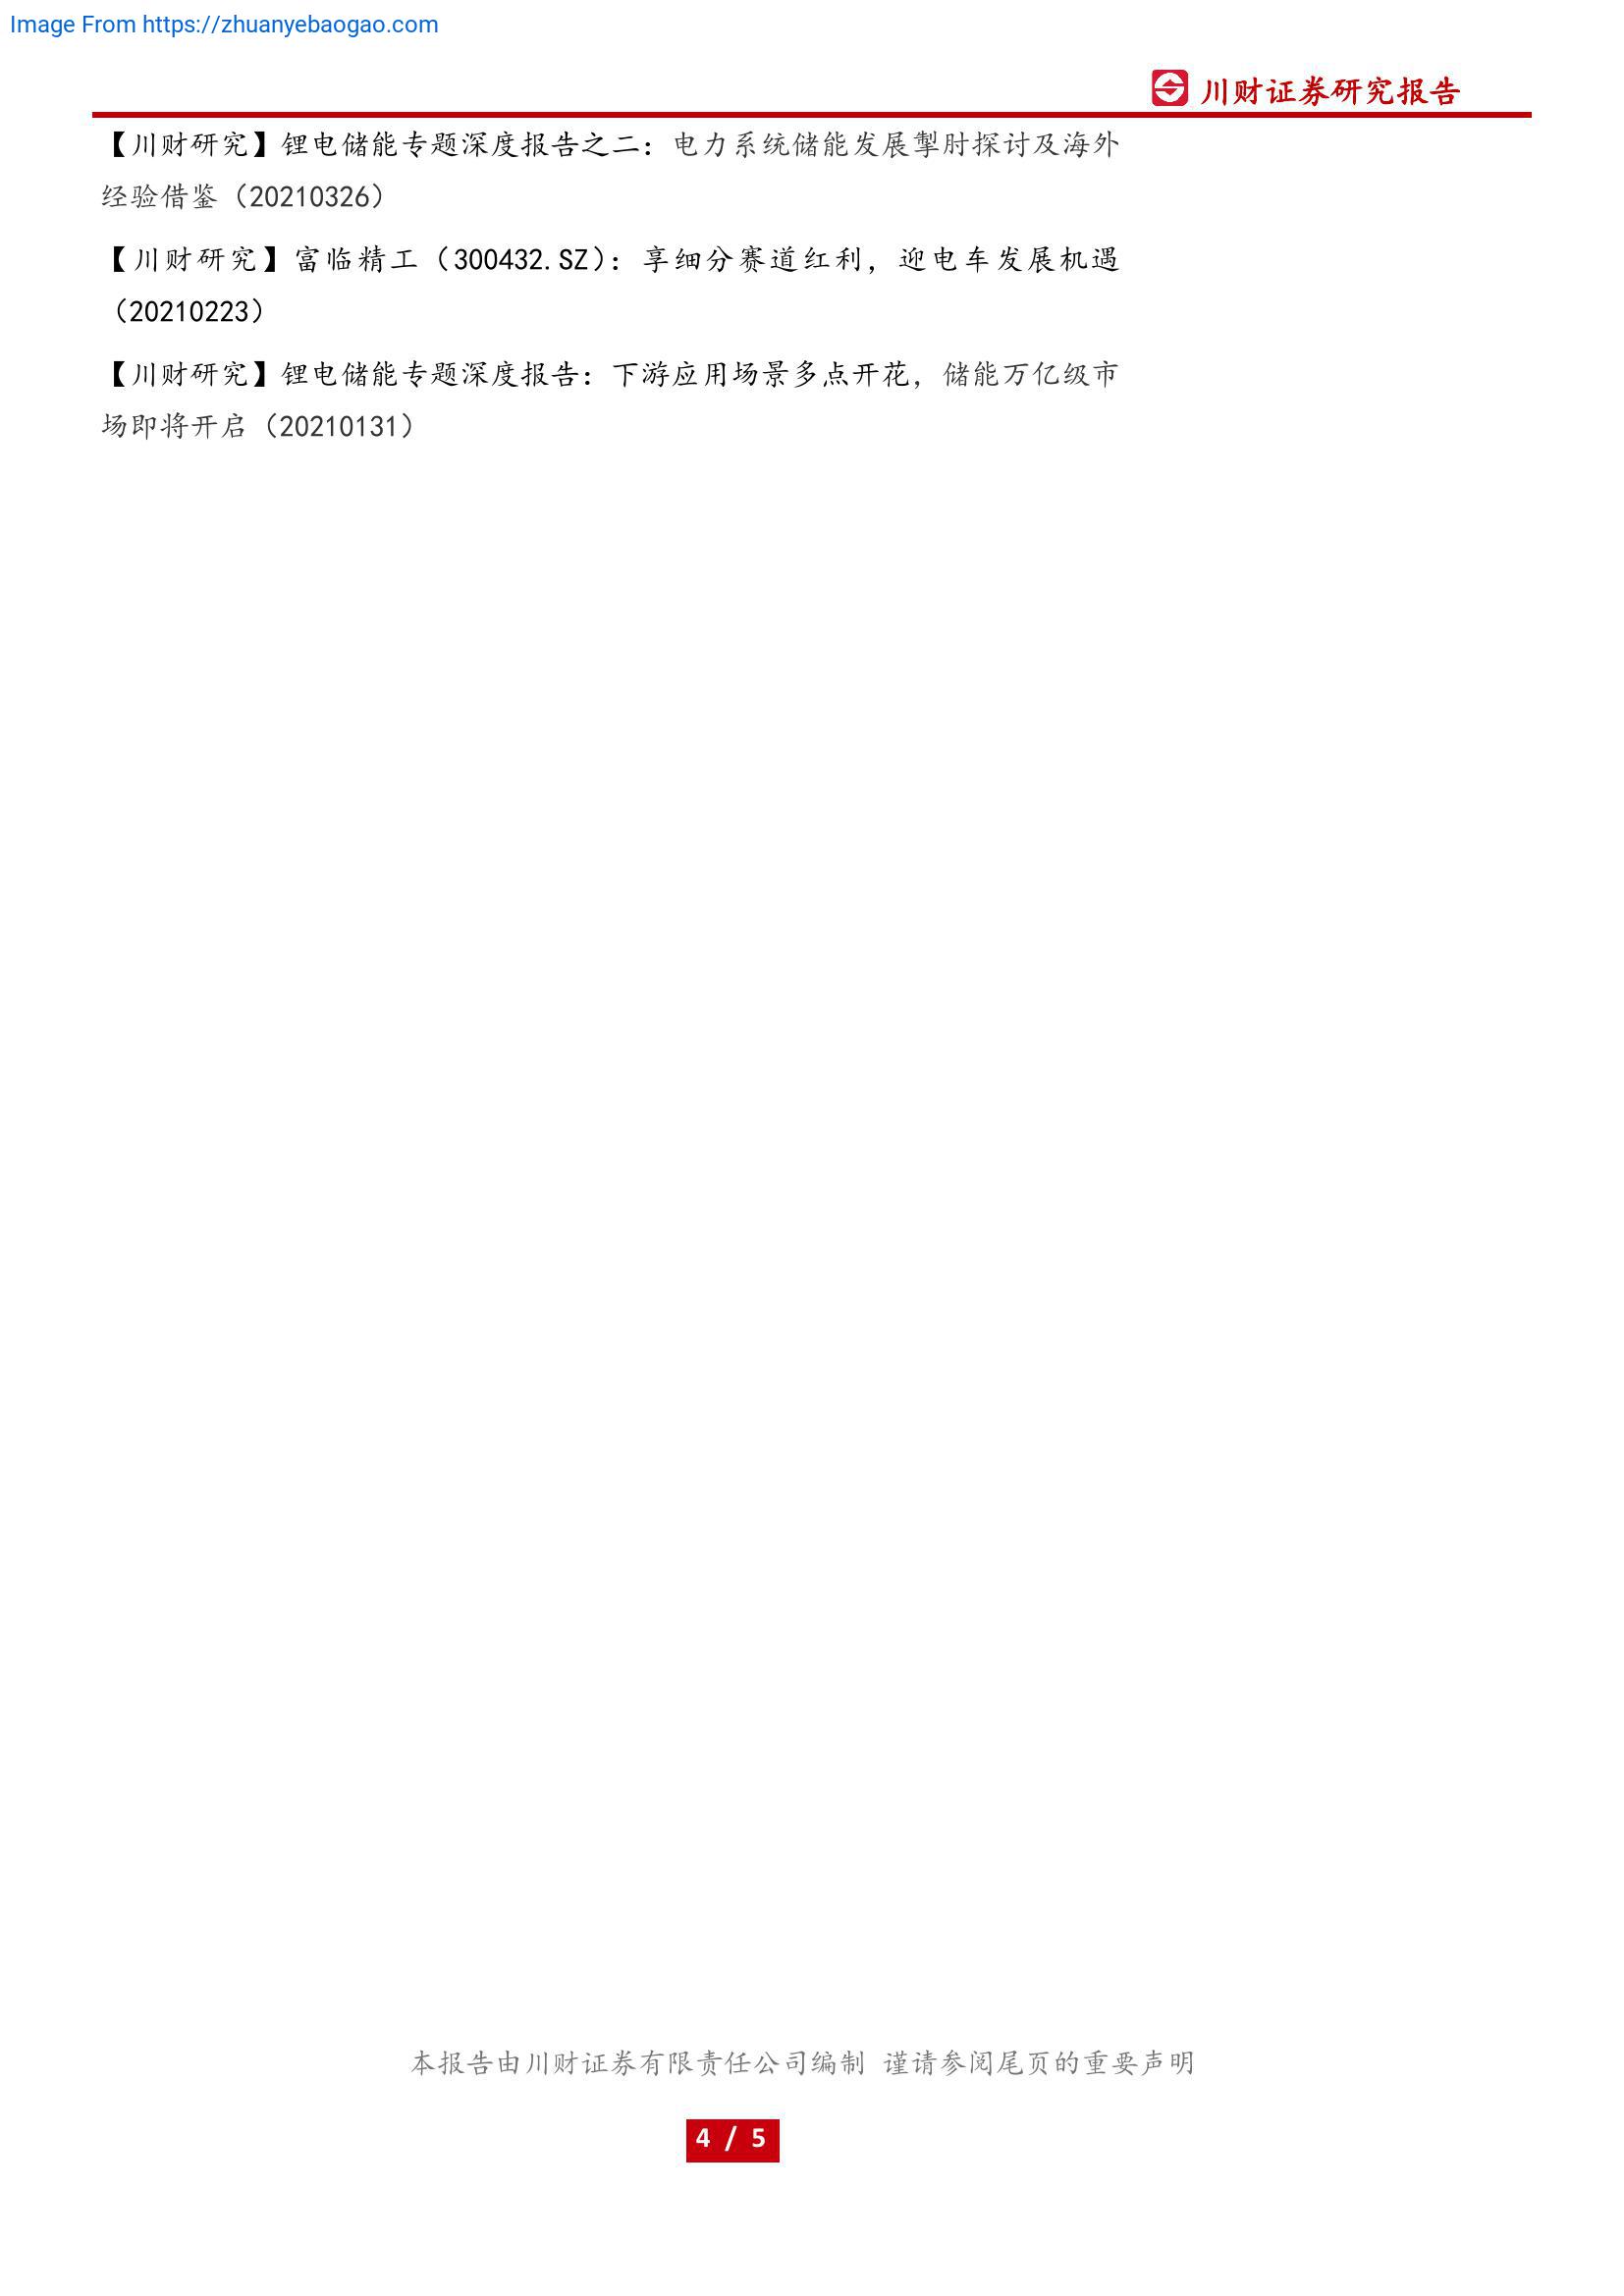 Image From https://zhuanyebaogao.com
川财证券研究报告
【川财研究】锂电储能专题深度报告之二：电力系统储能发展掣肘探讨及海外
经验借鉴（20210326）
【川财研究】富临精工（300432.SZ）：享细分赛道红利，迎电车发展机遇
（20210223）
【川财研究】锂电储能专题深度报告：下游应用场景多点开花，储能万亿级市
场即将开启（20210131）
本报告由川财证券有限责任公司编制 谨请参阅尾页的重要声明
4 / 5